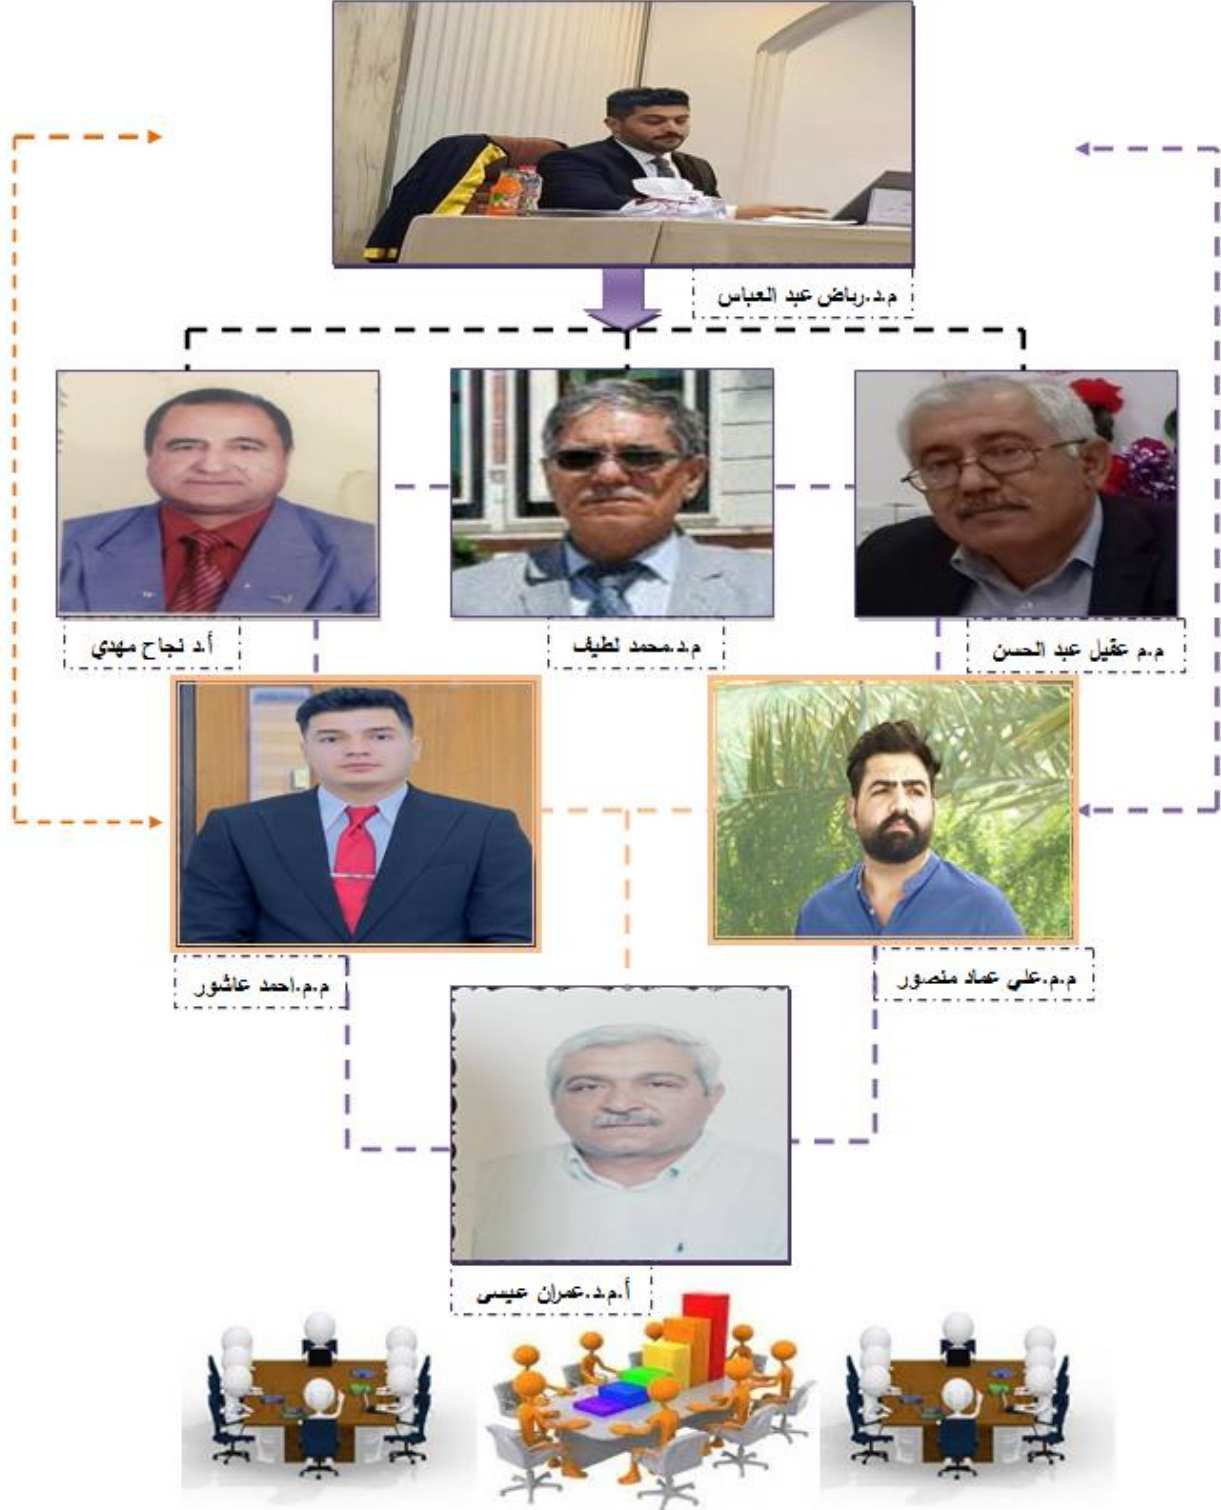 م.د.رياض عبد العباس
أ.د نجاح مهدي
م.د.محمد لطيف
م.م عقيل عبد الحسن
م.م.احمد عاشور
م.م.علي عماد منصور
أ.م.د.عمران عيسى